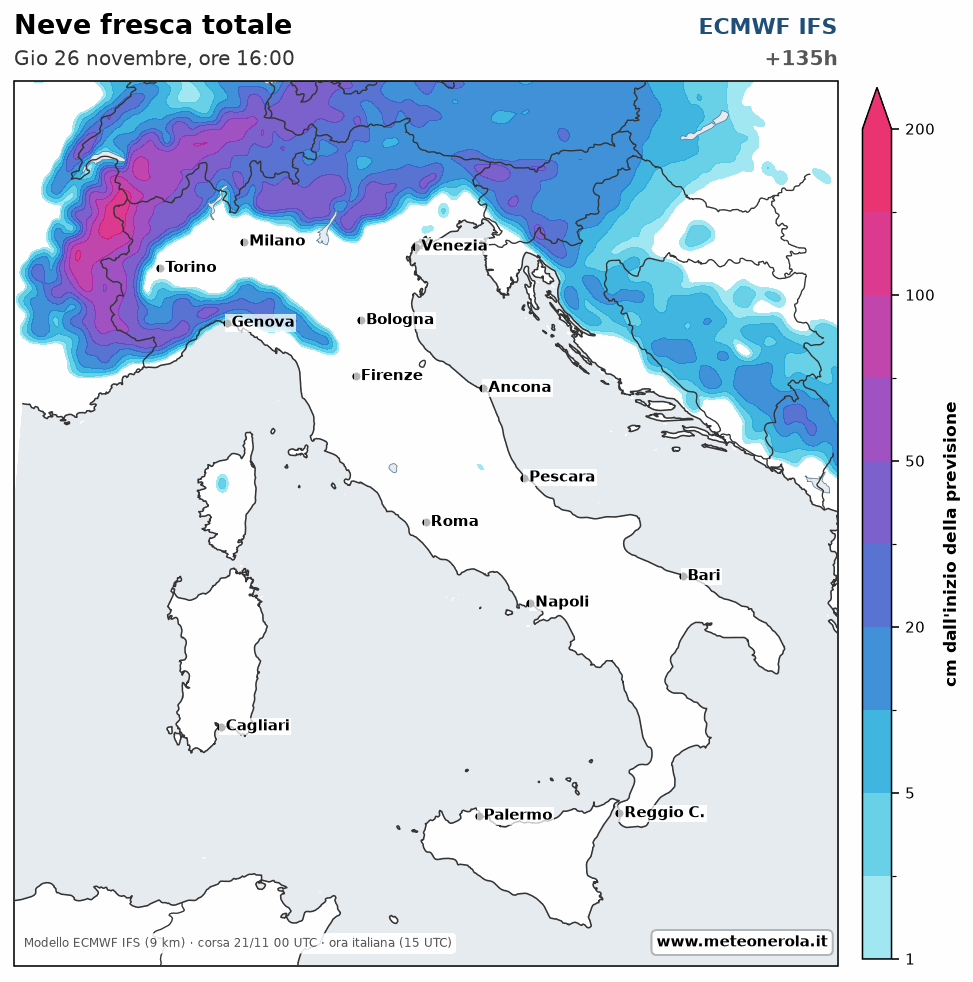 Neve fresca totale
ECMWF IFS
Gio 26 novembre, ore 16:00
+135h
200
100
50
20
5
1
cm dall'inizio della previsione
Milano
Venezia
Torino
Bologna
Genova
Firenze
Ancona
Pescara
Roma
Bari
Napoli
Cagliari
Palermo
Reggio C.
Modello ECMWF IFS (9 km) · corsa 21/11 00 UTC · ora italiana (15 UTC)
www.meteonerola.it